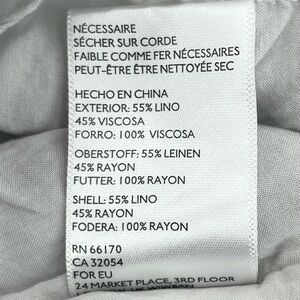 NÉCESSAIRE
SÉCHER SUR CORDE
FAIBLE COMME FER NÉCESSAIRES
PEUT-ÊTRE ÊTRE NETTOYÉE SEC
HECHO EN CHINA
EXTERIOR: 55% LINO
45% VISCOSA
FORRO: 100% VISCOSA
OBERSTOFF: 55% LEINEN
45% RAYON
FUTTER: 100% RAYON
SHELL: 55% LINO
45% RAYON
FODERA: 100% RAYON
RN 66170
CA 32054
FOR EU
24 MARKET PLACE, 3RD FLOOR